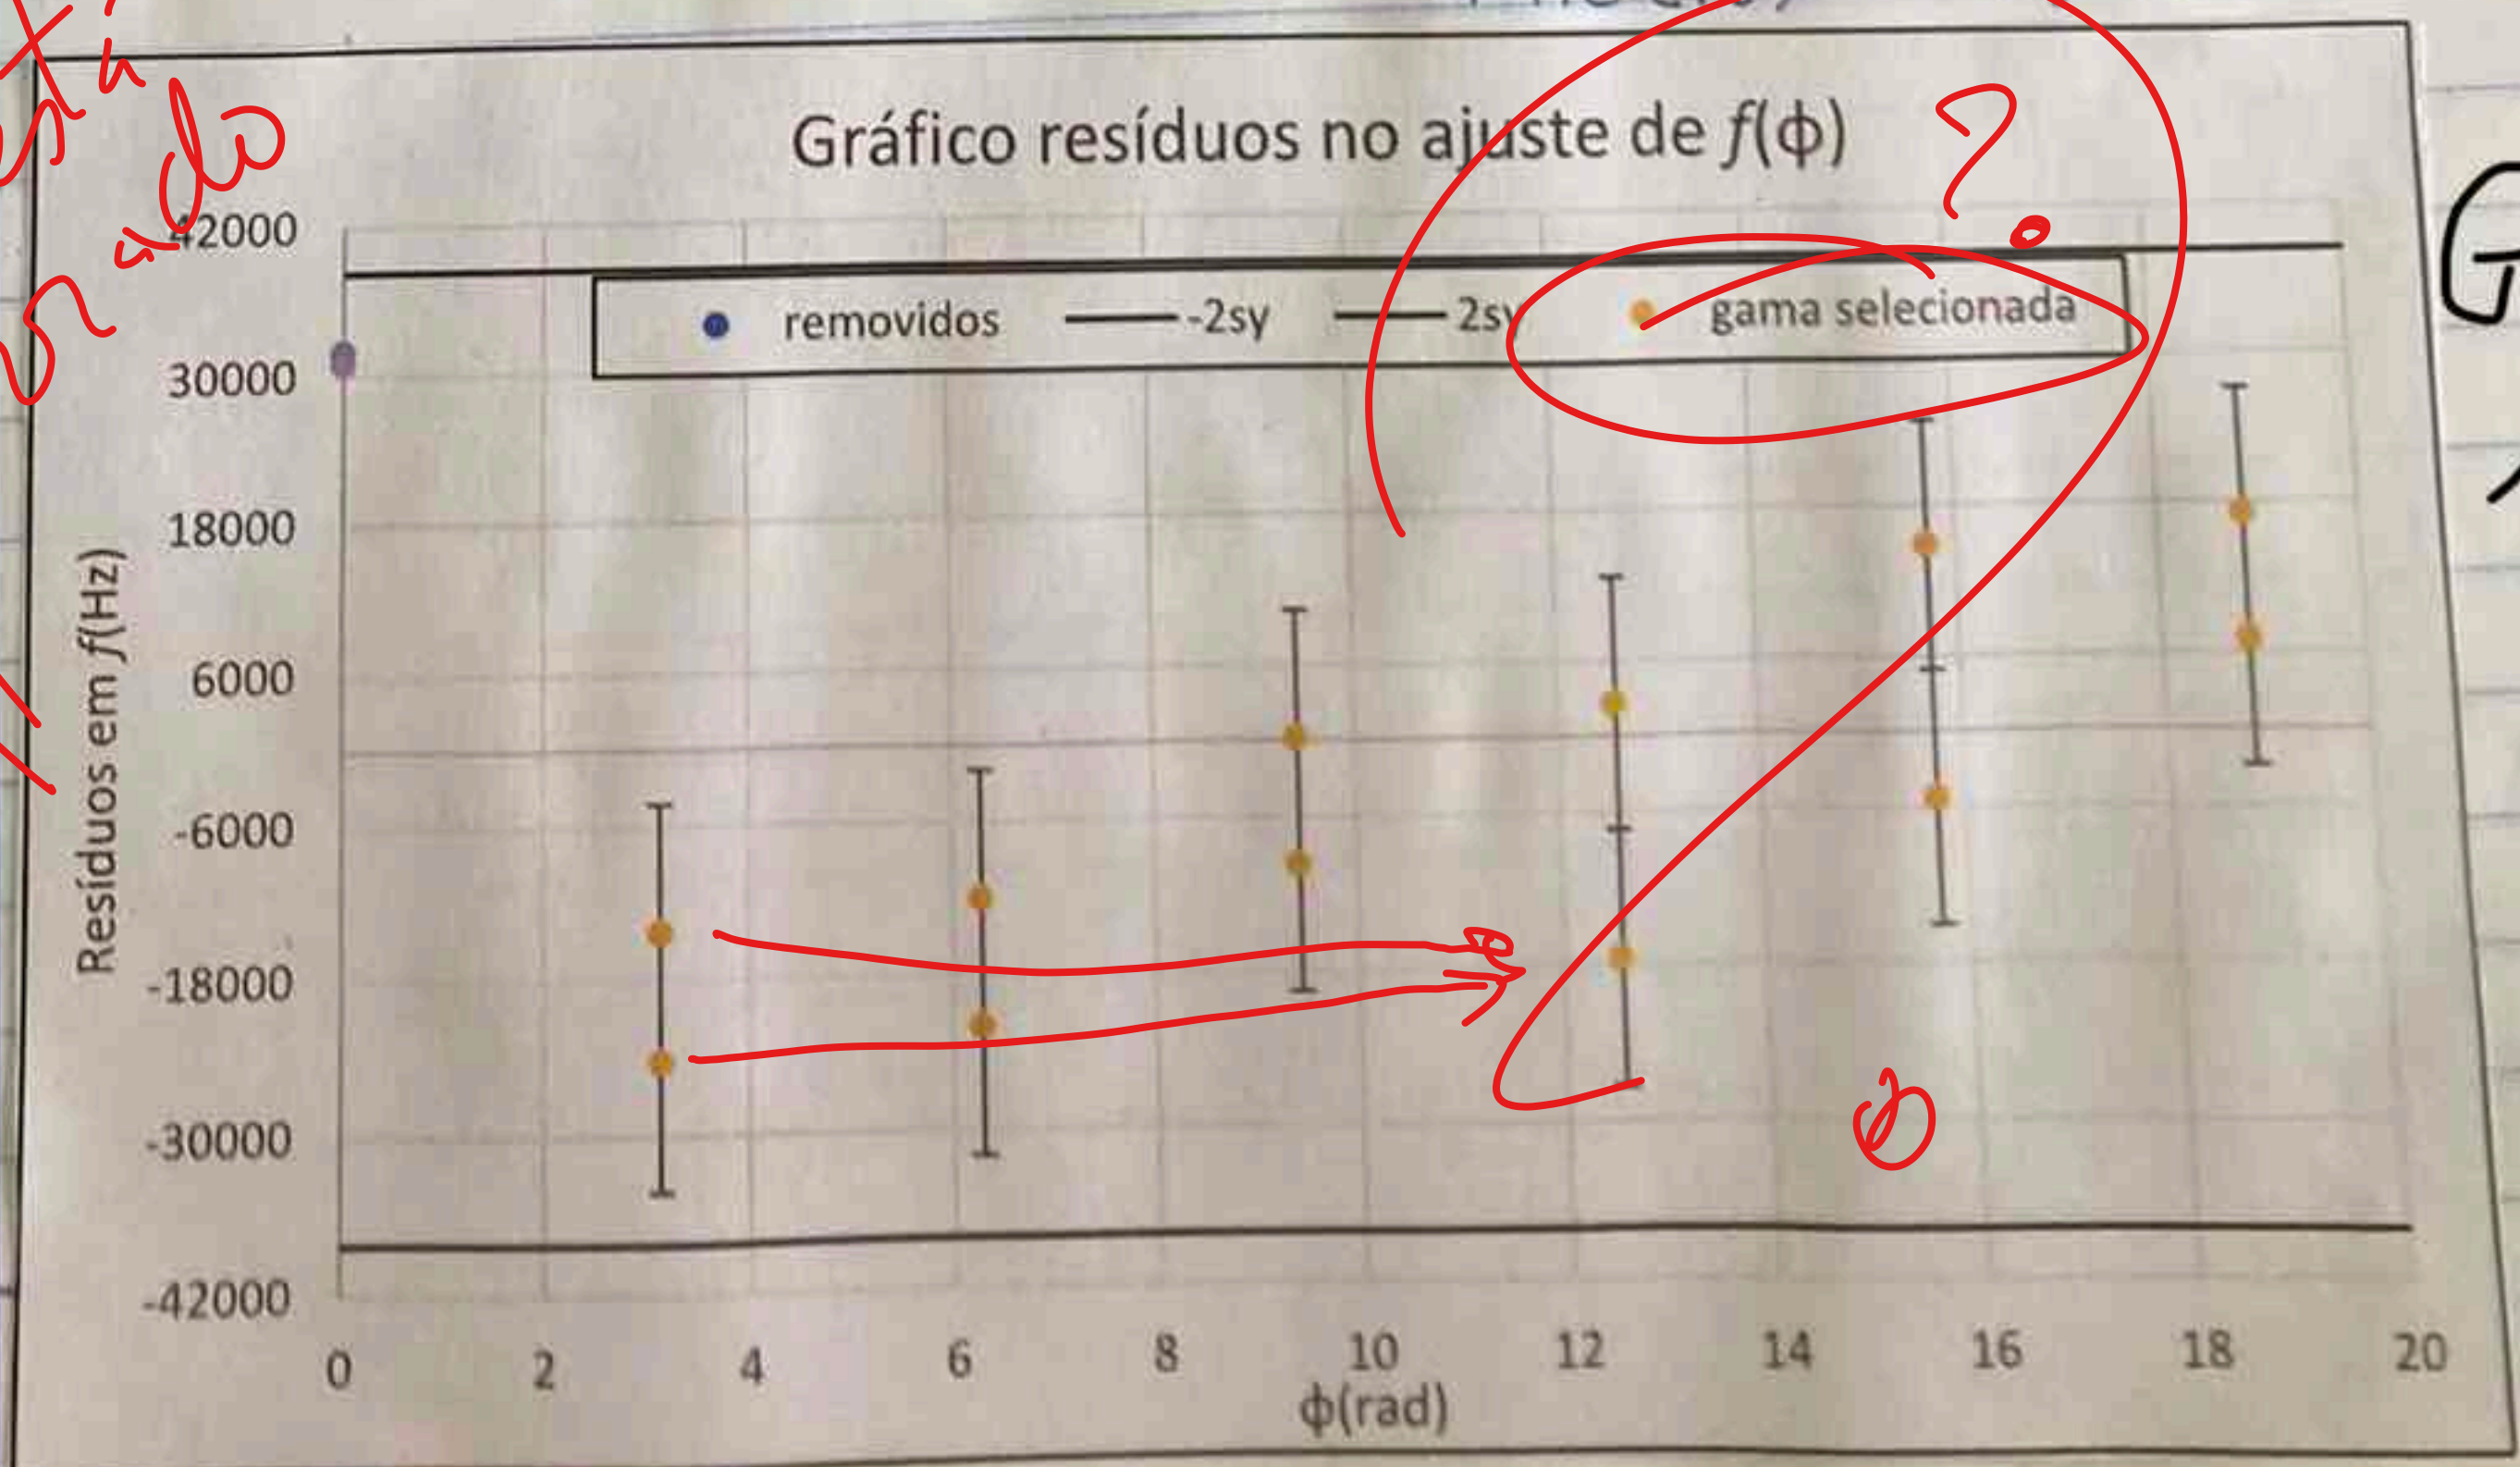 Gráfico resíduos no ajuste de f(ϕ)
?
42000
removidos -2sy 2sy gama selecionada
30000
18000
6000
-6000
-18000
-30000
-42000
Resíduos em f(Hz)
0 2 4 6 8 10 12 14 16 18 20
ϕ(rad)